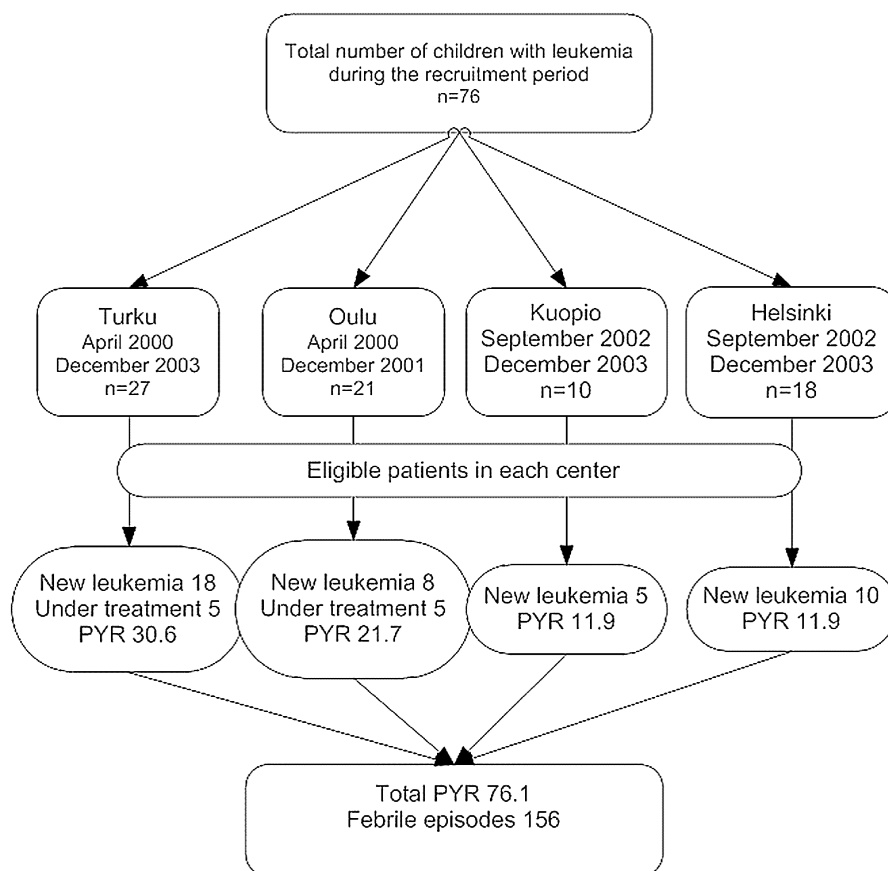 Total number of children with leukemia
during the recruitment period
n=76
Turku
April 2000
December 2003
n=27
Oulu
April 2000
December 2001
n=21
Kuopio
September 2002
December 2003
n=10
Helsinki
September 2002
December 2003
n=18
Eligible patients in each center
New leukemia 18
Under treatment 5
PYR 30.6
New leukemia 8
Under treatment 5
PYR 21.7
New leukemia 5
PYR 11.9
New leukemia 10
PYR 11.9
Total PYR 76.1
Febrile episodes 156